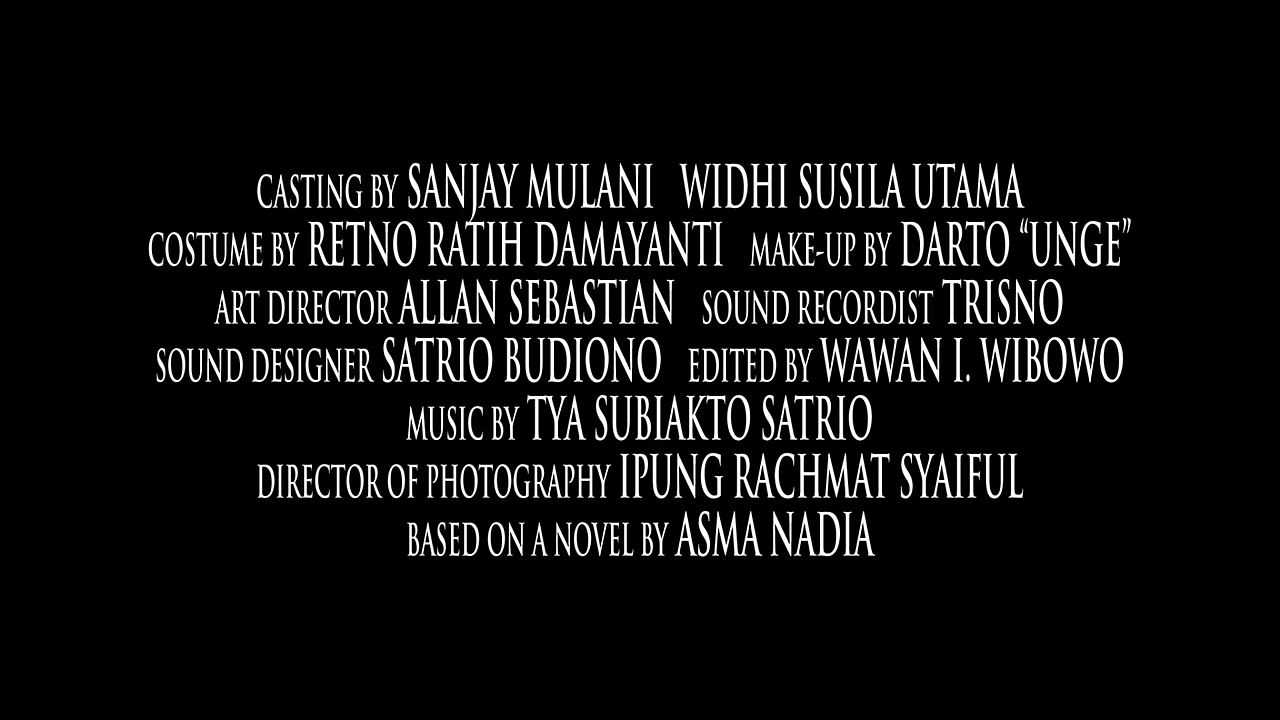 CASTING BY SANJAY MULANI WIDHI SUSILA UTAMA
COSTUME BY RETNO RATIH DAMAYANTI MAKE-UP BY DARTO “UNGE”
ART DIRECTOR ALLAN SEBASTIAN SOUND RECORDIST TRISNO
SOUND DESIGNER SATRIO BUDIONO EDITED BY WAWAN I. WIBOWO
MUSIC BY TYA SUBIAKTO SATRIO
DIRECTOR OF PHOTOGRAPHY IPUNG RACHMAT SYAIFUL
BASED ON A NOVEL BY ASMA NADIA